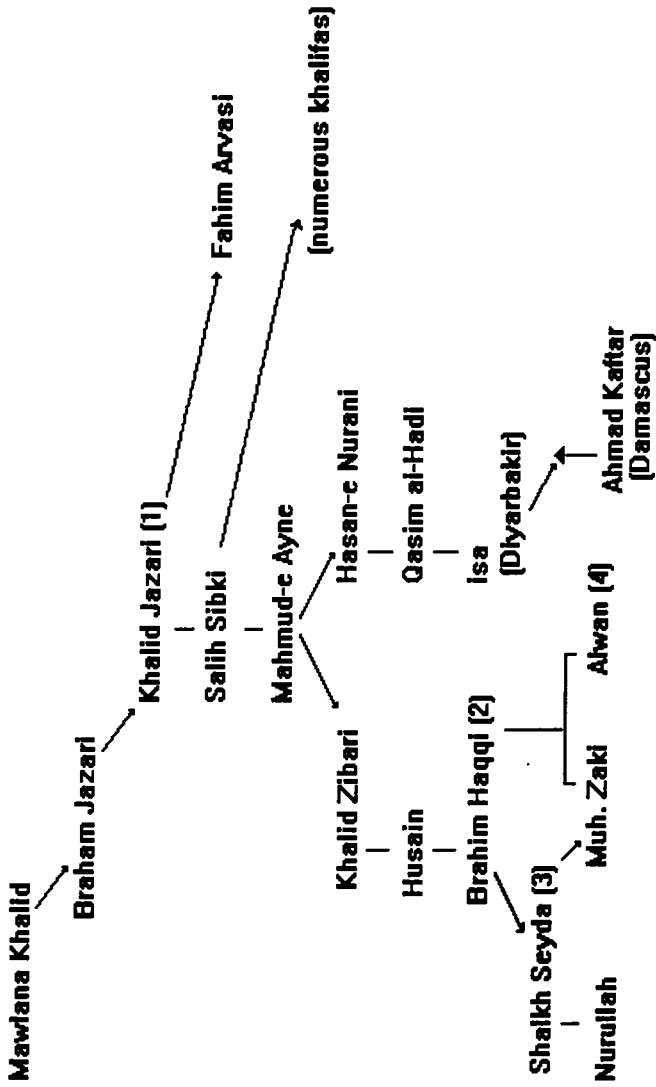 Mawlana Khalid
Braham Jazari
Khalid Jazari (1)
Fahim Arvasi
Salih Sibki
(numerous khalifas)
Mahmud-e Ayne
Khalid Zibari
Hasan-e Nurani
Husain
Qasim al-Hadi
Brahim Haqqi (2)
Isa
(Diyarbakir)
Shaikh Seyda (3)
Muh. Zaki
Alwan (4)
Ahmad Kaftar
(Damascus)
Nurullah